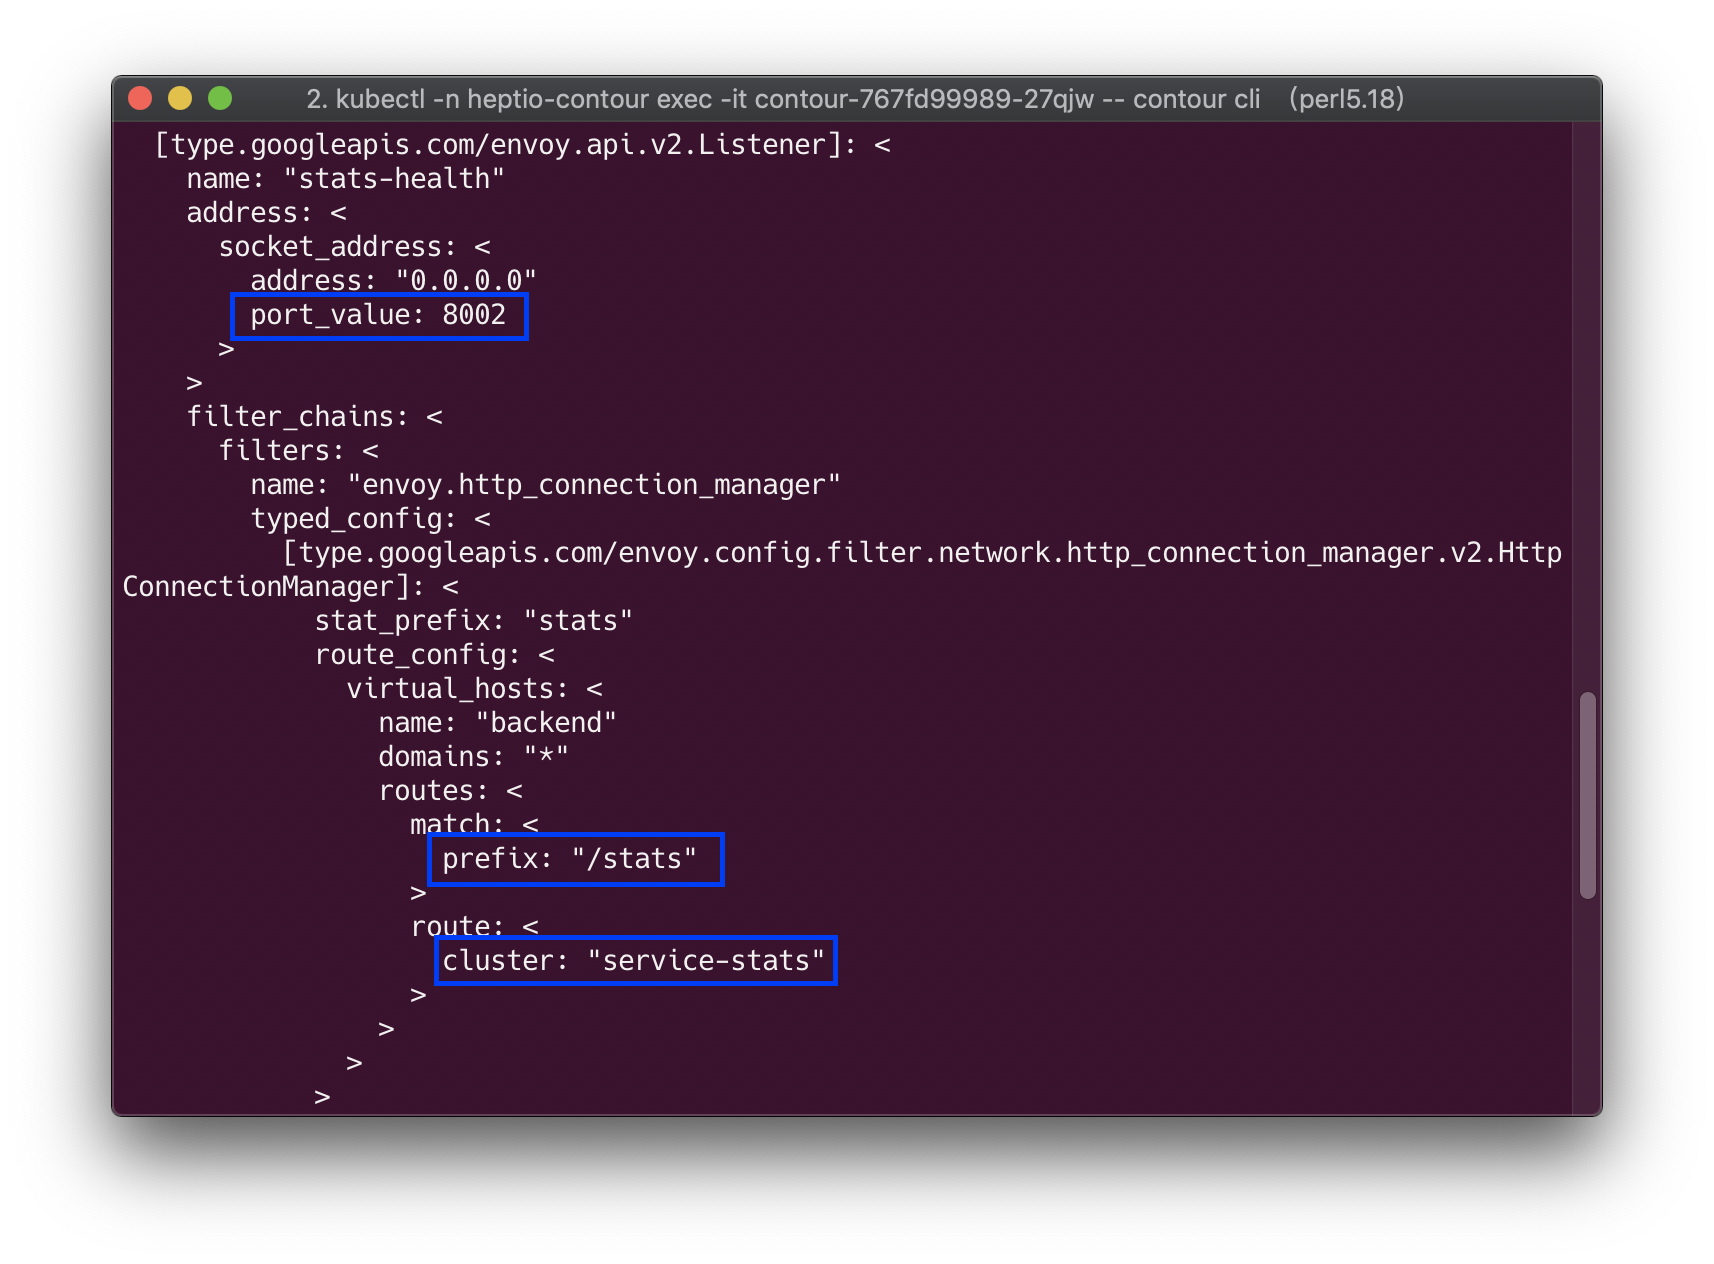 2. kubectl -n heptio-contour exec -it contour-767fd99989-27qjw -- contour cli (perl5.18)
[type.googleapis.com/envoy.api.v2.Listener]: <
name: "stats-health"
address: <
socket_address: <
address: "0.0.0.0"
port_value: 8002
>
>
filter_chains: <
filters: <
name: "envoy.http_connection_manager"
typed_config: <
[type.googleapis.com/envoy.config.filter.network.http_connection_manager.v2.Http
ConnectionManager]: <
stat_prefix: "stats"
route_config: <
virtual_hosts: <
name: "backend"
domains: "*"
routes: <
match: <
prefix: "/stats"
>
route: <
cluster: "service-stats"
>
>
>
>